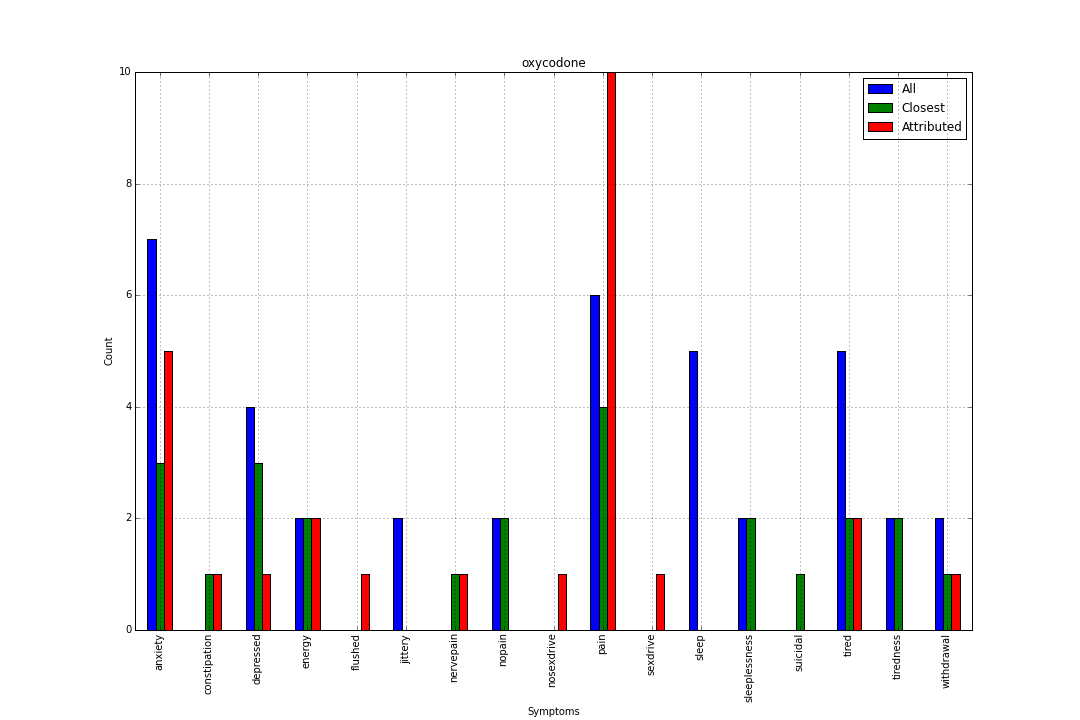 oxycodone
10
8
6
4
2
0
Count
All
Closest
Attributed
anxiety
constipation
depressed
energy
flushed
jittery
nervepain
nopain
nosexdrive
pain
sexdrive
sleep
sleeplessness
suicidal
tired
tiredness
withdrawal
Symptoms